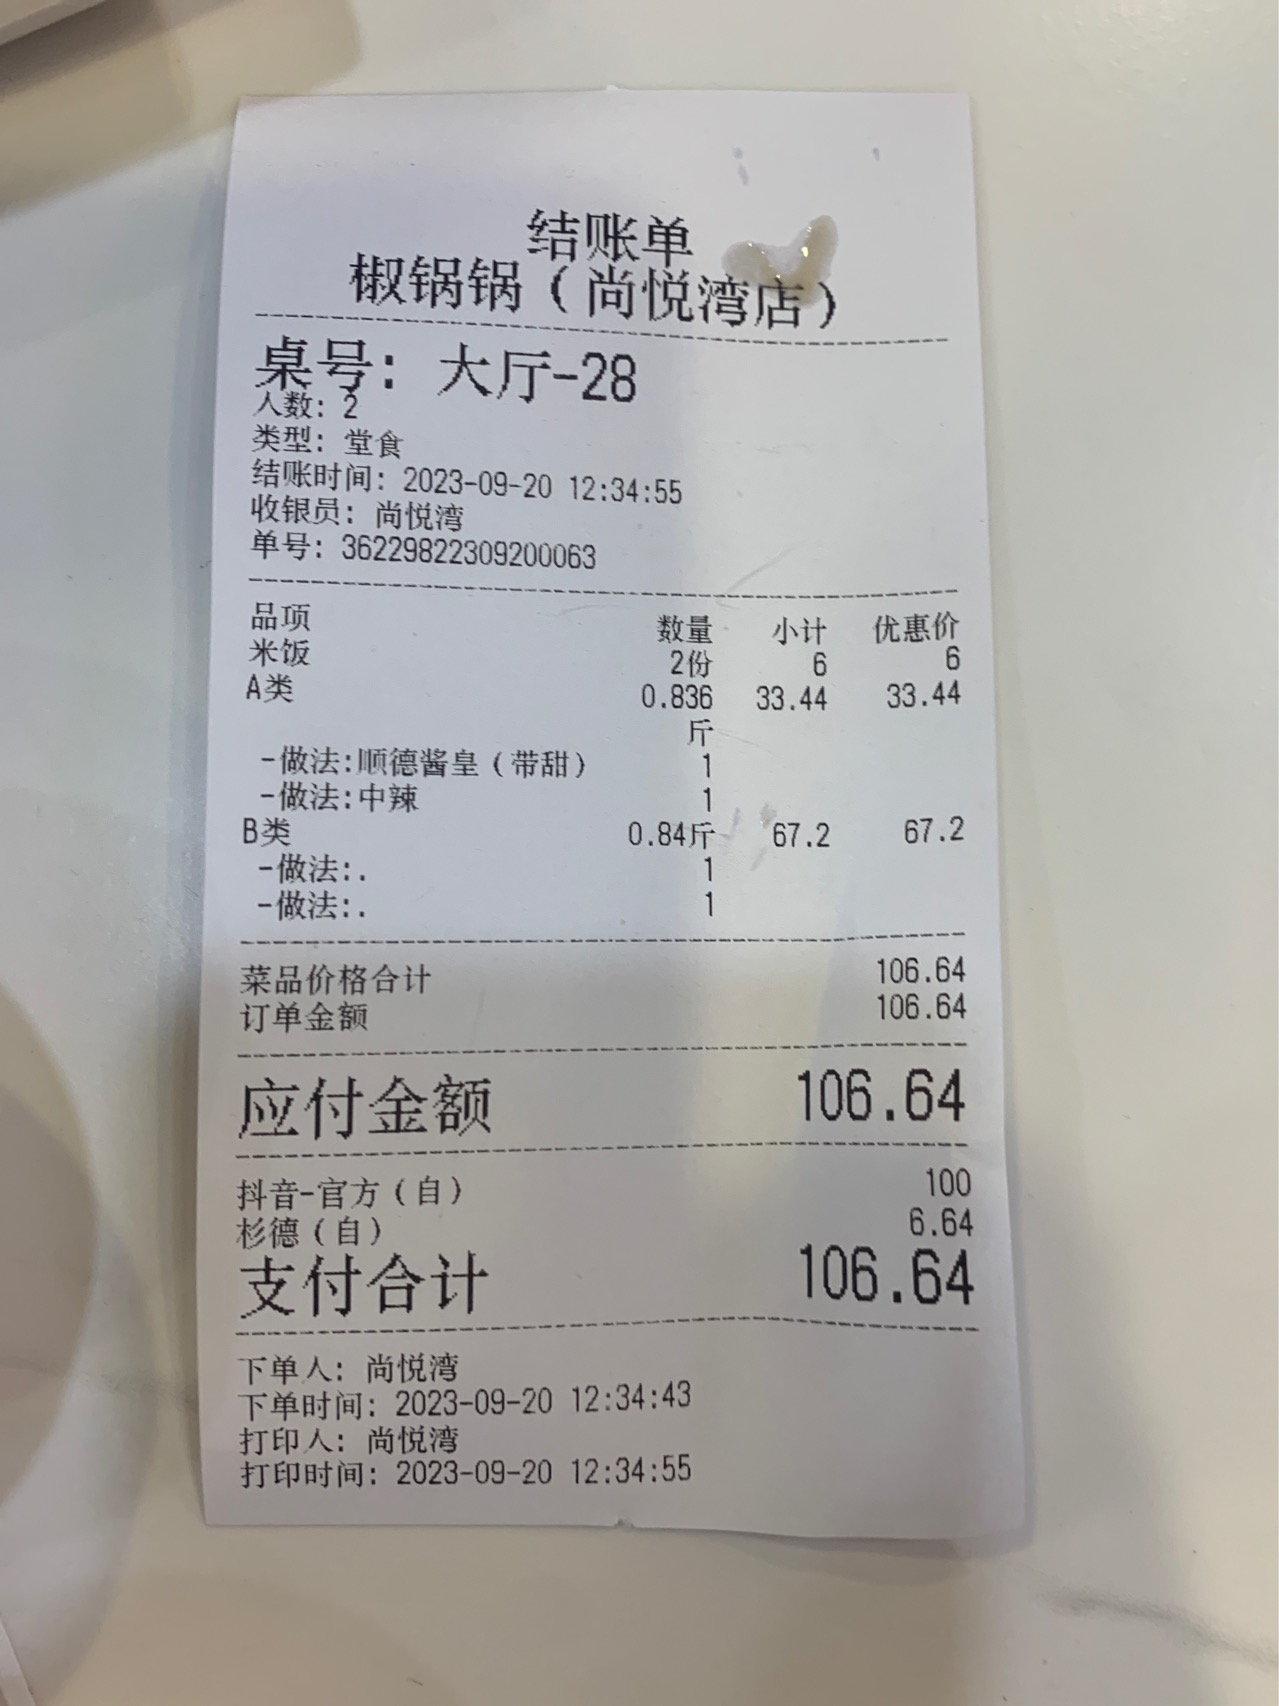 结账单
椒锅锅（尚悦湾店）
桌号：大厅-28
人数：2
类型：堂食
结账时间：2023-09-20 12:34:55
收银员：尚悦湾
单号：36229822309200063
品项 数量 小计 优惠价
米饭 2份 6 6
A类 0.836 33.44 33.44
斤
-做法:顺德酱皇（带甜） 1
-做法:中辣 1
B类 0.84斤 67.2 67.2
-做法:. 1
-做法:. 1
菜品价格合计 106.64
订单金额 106.64
应付金额 106.64
抖音-官方（自） 100
杉德（自） 6.64
支付合计 106.64
下单人：尚悦湾
下单时间：2023-09-20 12:34:43
打印人：尚悦湾
打印时间：2023-09-20 12:34:55